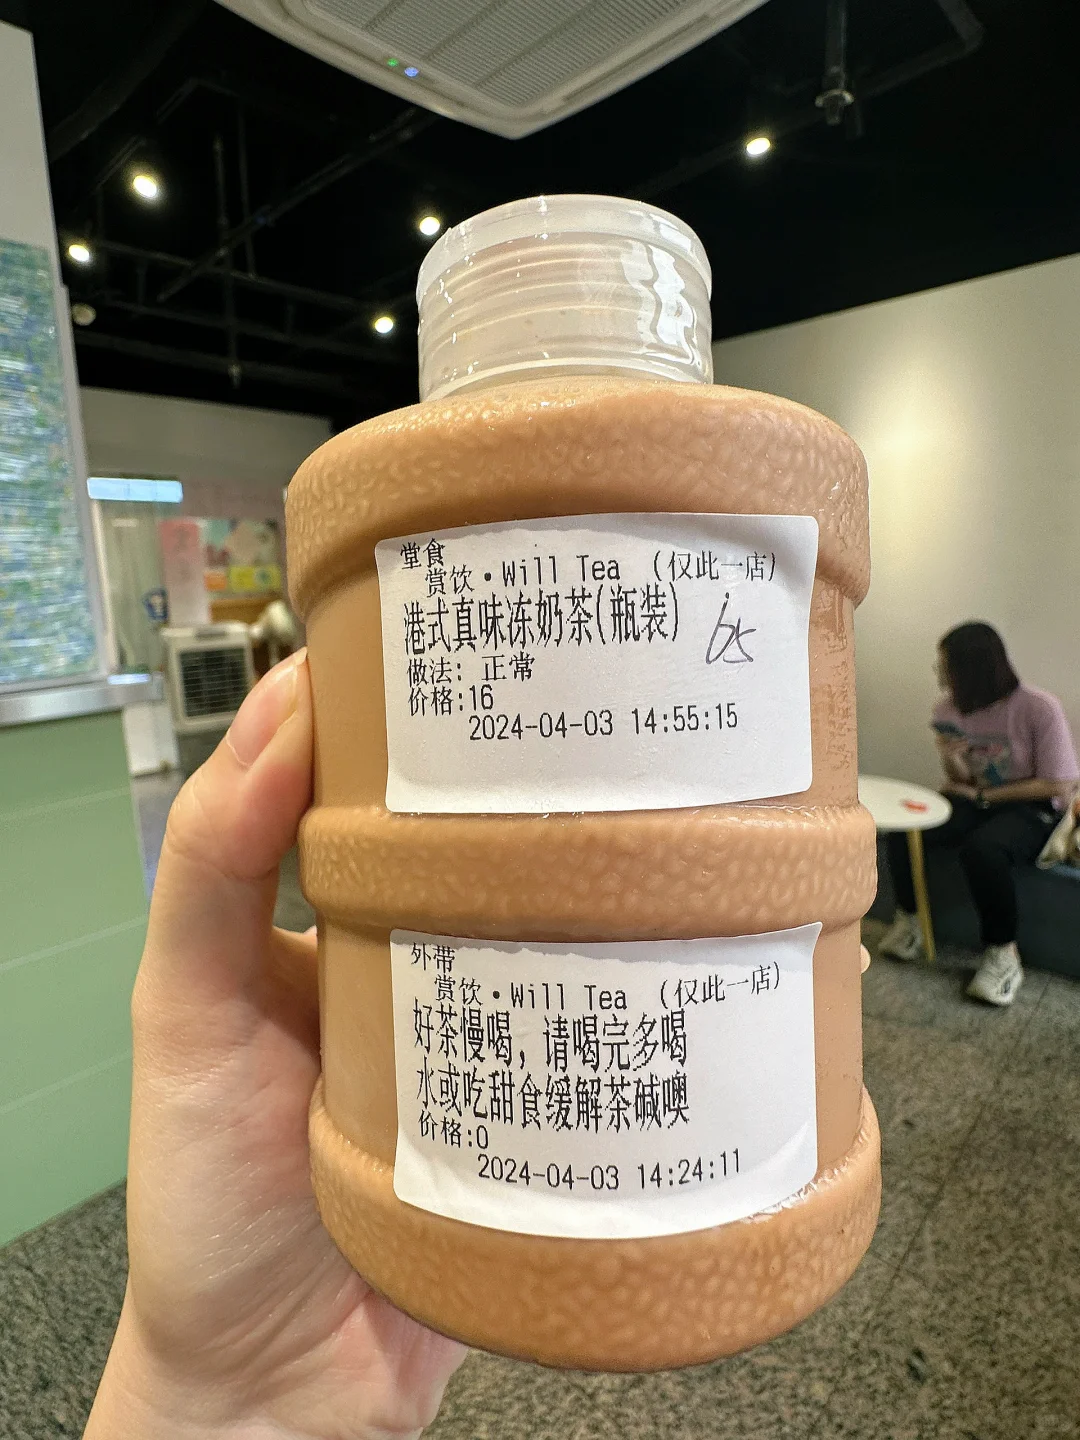 堂食
赏饮·Will Tea (仅此一店)
港式真味冻奶茶(瓶装)
65
做法: 正常
价格:16
2024-04-03 14:55:15
外带
赏饮·Will Tea (仅此一店)
好茶慢喝, 请喝完多喝
水或吃甜食缓解茶碱噢
价格:0
2024-04-03 14:24:11